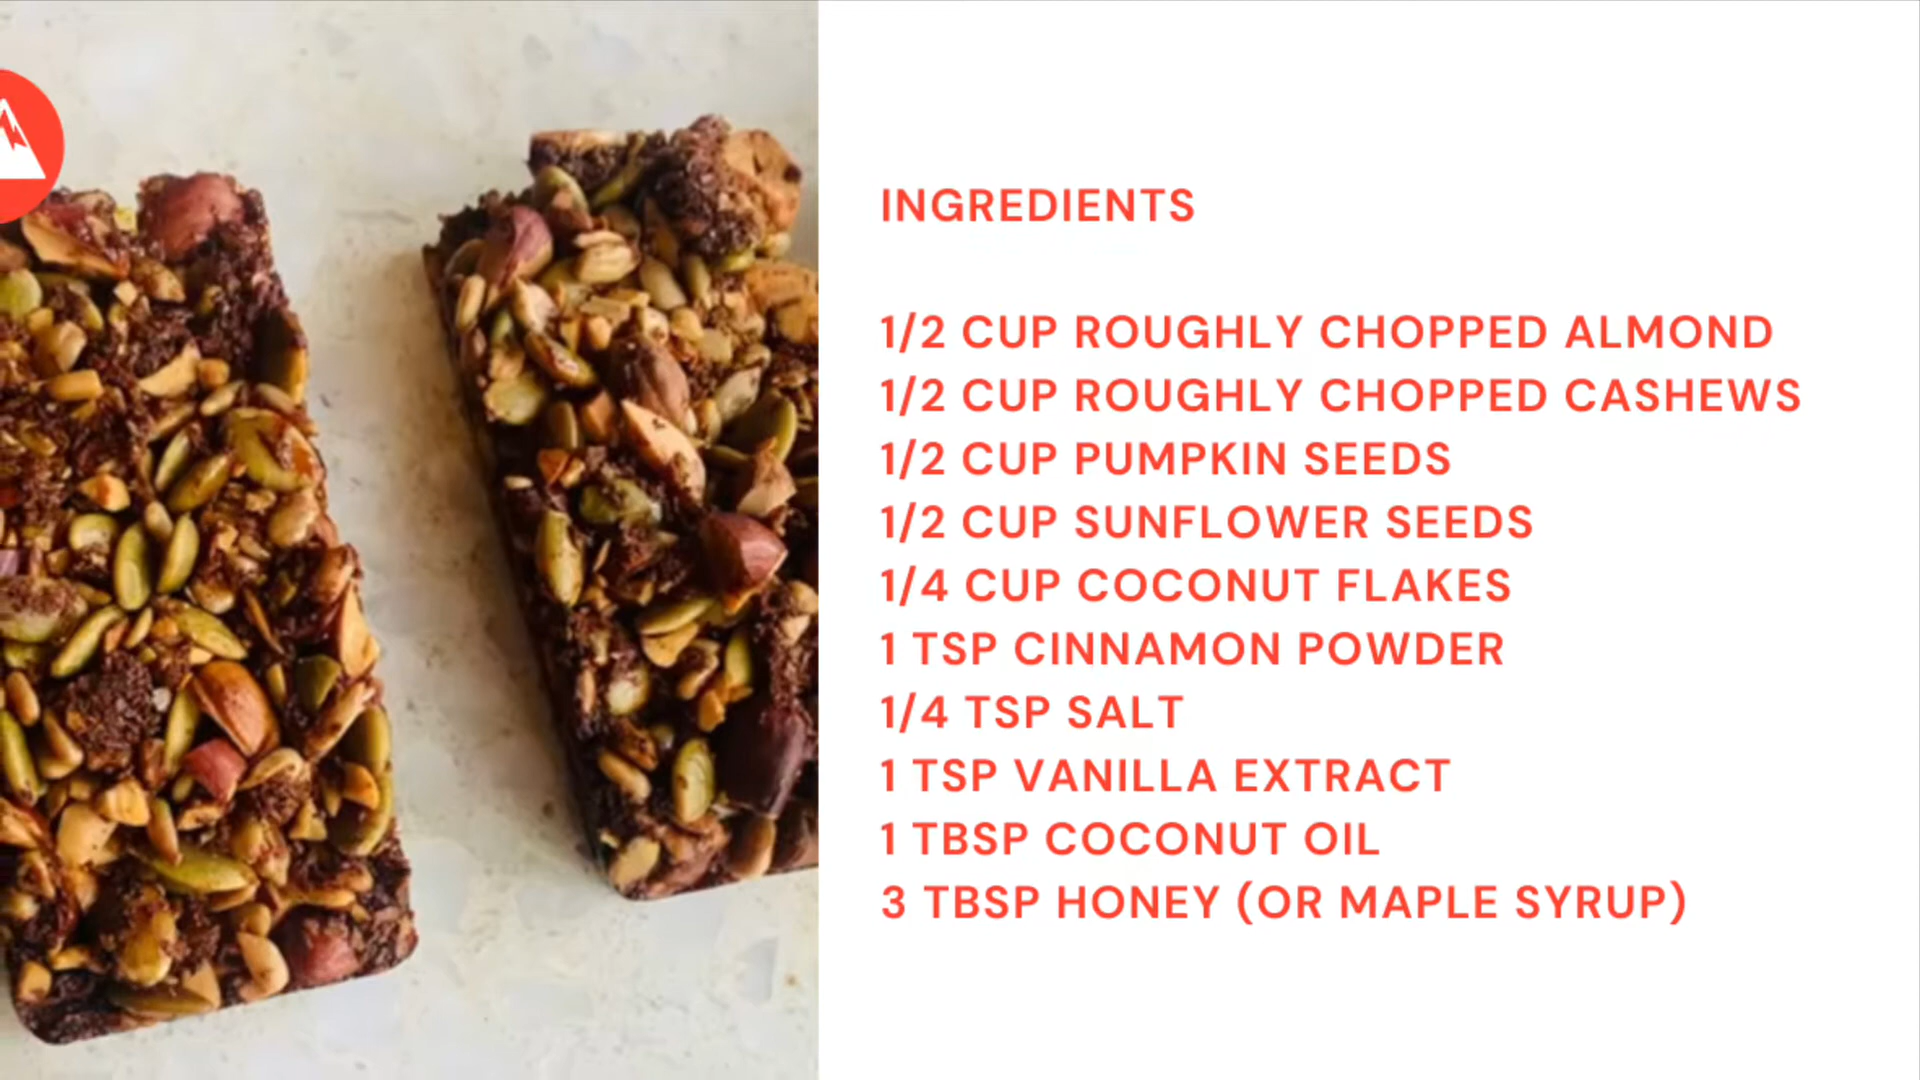 INGREDIENTS
1/2 CUP ROUGHLY CHOPPED ALMOND
1/2 CUP ROUGHLY CHOPPED CASHEWS
1/2 CUP PUMPKIN SEEDS
1/2 CUP SUNFLOWER SEEDS
1/4 CUP COCONUT FLAKES
1 TSP CINNAMON POWDER
1/4 TSP SALT
1 TSP VANILLA EXTRACT
1 TBSP COCONUT OIL
3 TBSP HONEY (OR MAPLE SYRUP)